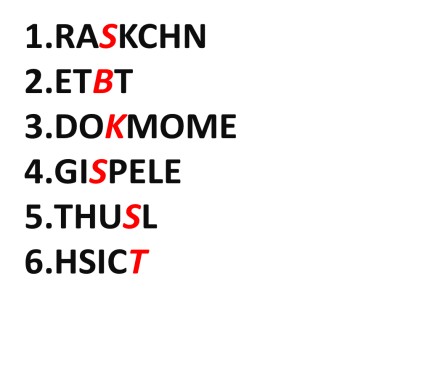 1.RASKCHN
2.ETBT
3.DOKMOME
4.GISPELE
5.THUSL
6.HSICT